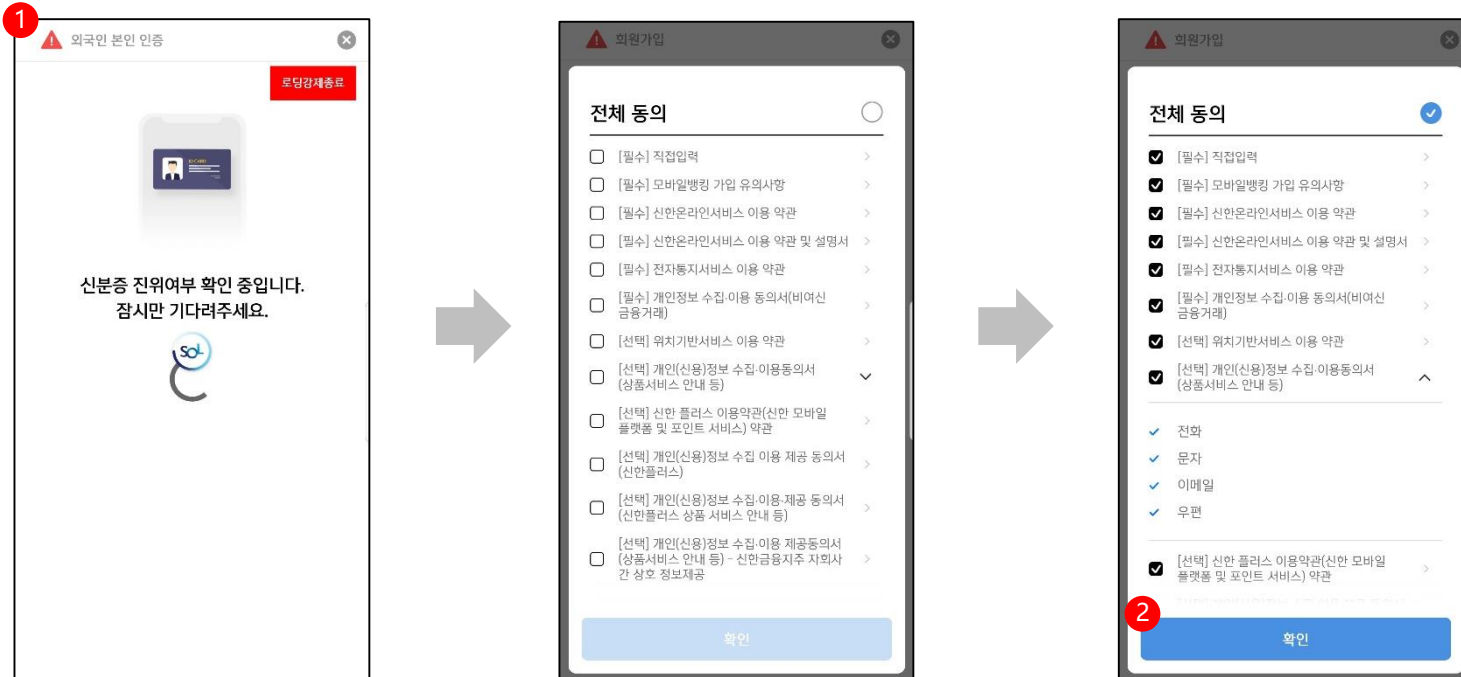 1
외국인 본인 인증
로딩강제종료
ID CARD
신분증 진위여부 확인 중입니다.
잠시만 기다려주세요.
SOL
회원가입
전체 동의
[필수] 직접입력
[필수] 모바일뱅킹 가입 유의사항
[필수] 신한온라인서비스 이용 약관
[필수] 신한온라인서비스 이용 약관 및 설명서
[필수] 전자통지서비스 이용 약관
[필수] 개인정보 수집·이용 동의서(비여신
금융거래)
[선택] 위치기반서비스 이용 약관
[선택] 개인(신용)정보 수집·이용동의서
(상품서비스 안내 등)
[선택] 신한 플러스 이용약관(신한 모바일
플랫폼 및 포인트 서비스) 약관
[선택] 개인(신용)정보 수집 이용 제공 동의서
(신한플러스)
[선택] 개인(신용)정보 수집·이용·제공 동의서
(신한플러스 상품 서비스 안내 등)
[선택] 개인(신용)정보 수집·이용 제공동의서
(상품서비스 안내 등) - 신한금융지주 자회사
간 상호 정보제공
확인
회원가입
전체 동의
[필수] 직접입력
[필수] 모바일뱅킹 가입 유의사항
[필수] 신한온라인서비스 이용 약관
[필수] 신한온라인서비스 이용 약관 및 설명서
[필수] 전자통지서비스 이용 약관
[필수] 개인정보 수집·이용 동의서(비여신
금융거래)
[선택] 위치기반서비스 이용 약관
[선택] 개인(신용)정보 수집·이용동의서
(상품서비스 안내 등)
전화
문자
이메일
우편
[선택] 신한 플러스 이용약관(신한 모바일
플랫폼 및 포인트 서비스) 약관
2
확인